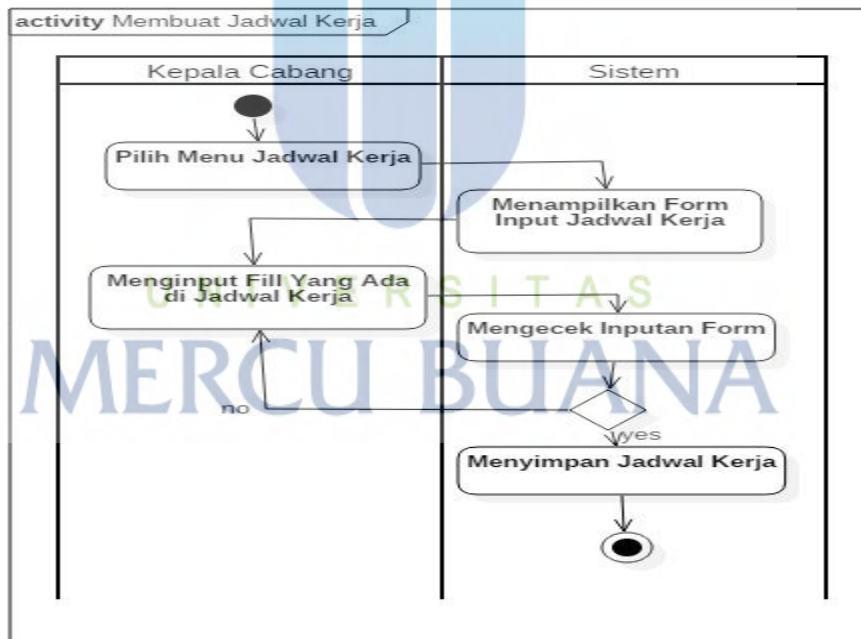 activity Membuat Jadwal Kerja
Kepala Cabang
Sistem
Pilih Menu Jadwal Kerja
Menampilkan Form
Input Jadwal Kerja
Menginput Fill Yang Ada
di Jadwal Kerja
UNIVERSITAS
Mengecek Inputan Form
MERCU BUANA
no
yes
Menyimpan Jadwal Kerja